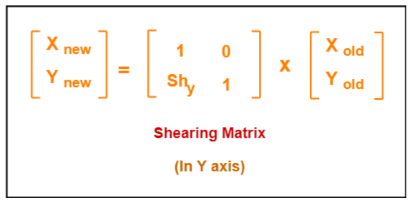 X new 1 0 X old
Y new = Sh y 1 x Y old
Shearing Matrix
(In Y axis)